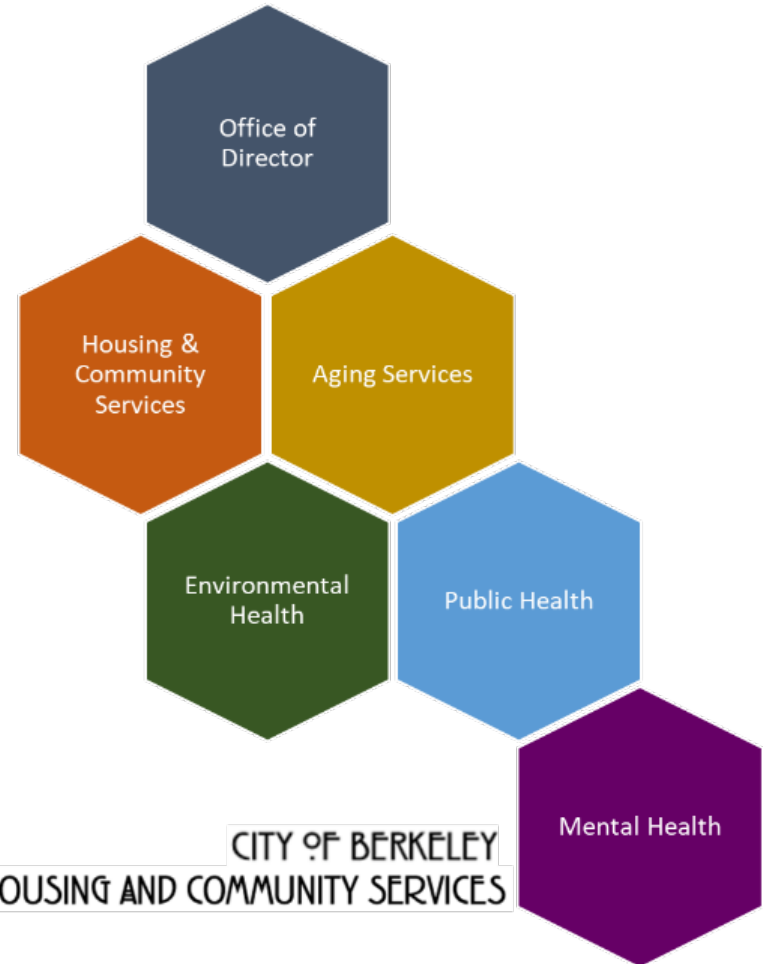 Office of
Director
Housing &
Community
Services
Aging Services
Environmental
Health
Public Health
Mental Health
CITY OF BERKELEY
OUSING AND COMMUNITY SERVICES